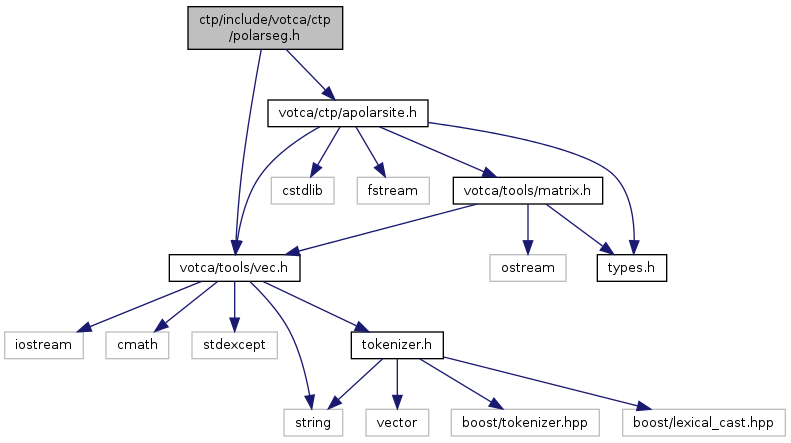 ctp/include/votca/ctp
/polarseg.h
votca/ctp/apolarsite.h
cstdlib
fstream
votca/tools/matrix.h
votca/tools/vec.h
ostream
types.h
iostream
cmath
stdexcept
tokenizer.h
string
vector
boost/tokenizer.hpp
boost/lexical_cast.hpp